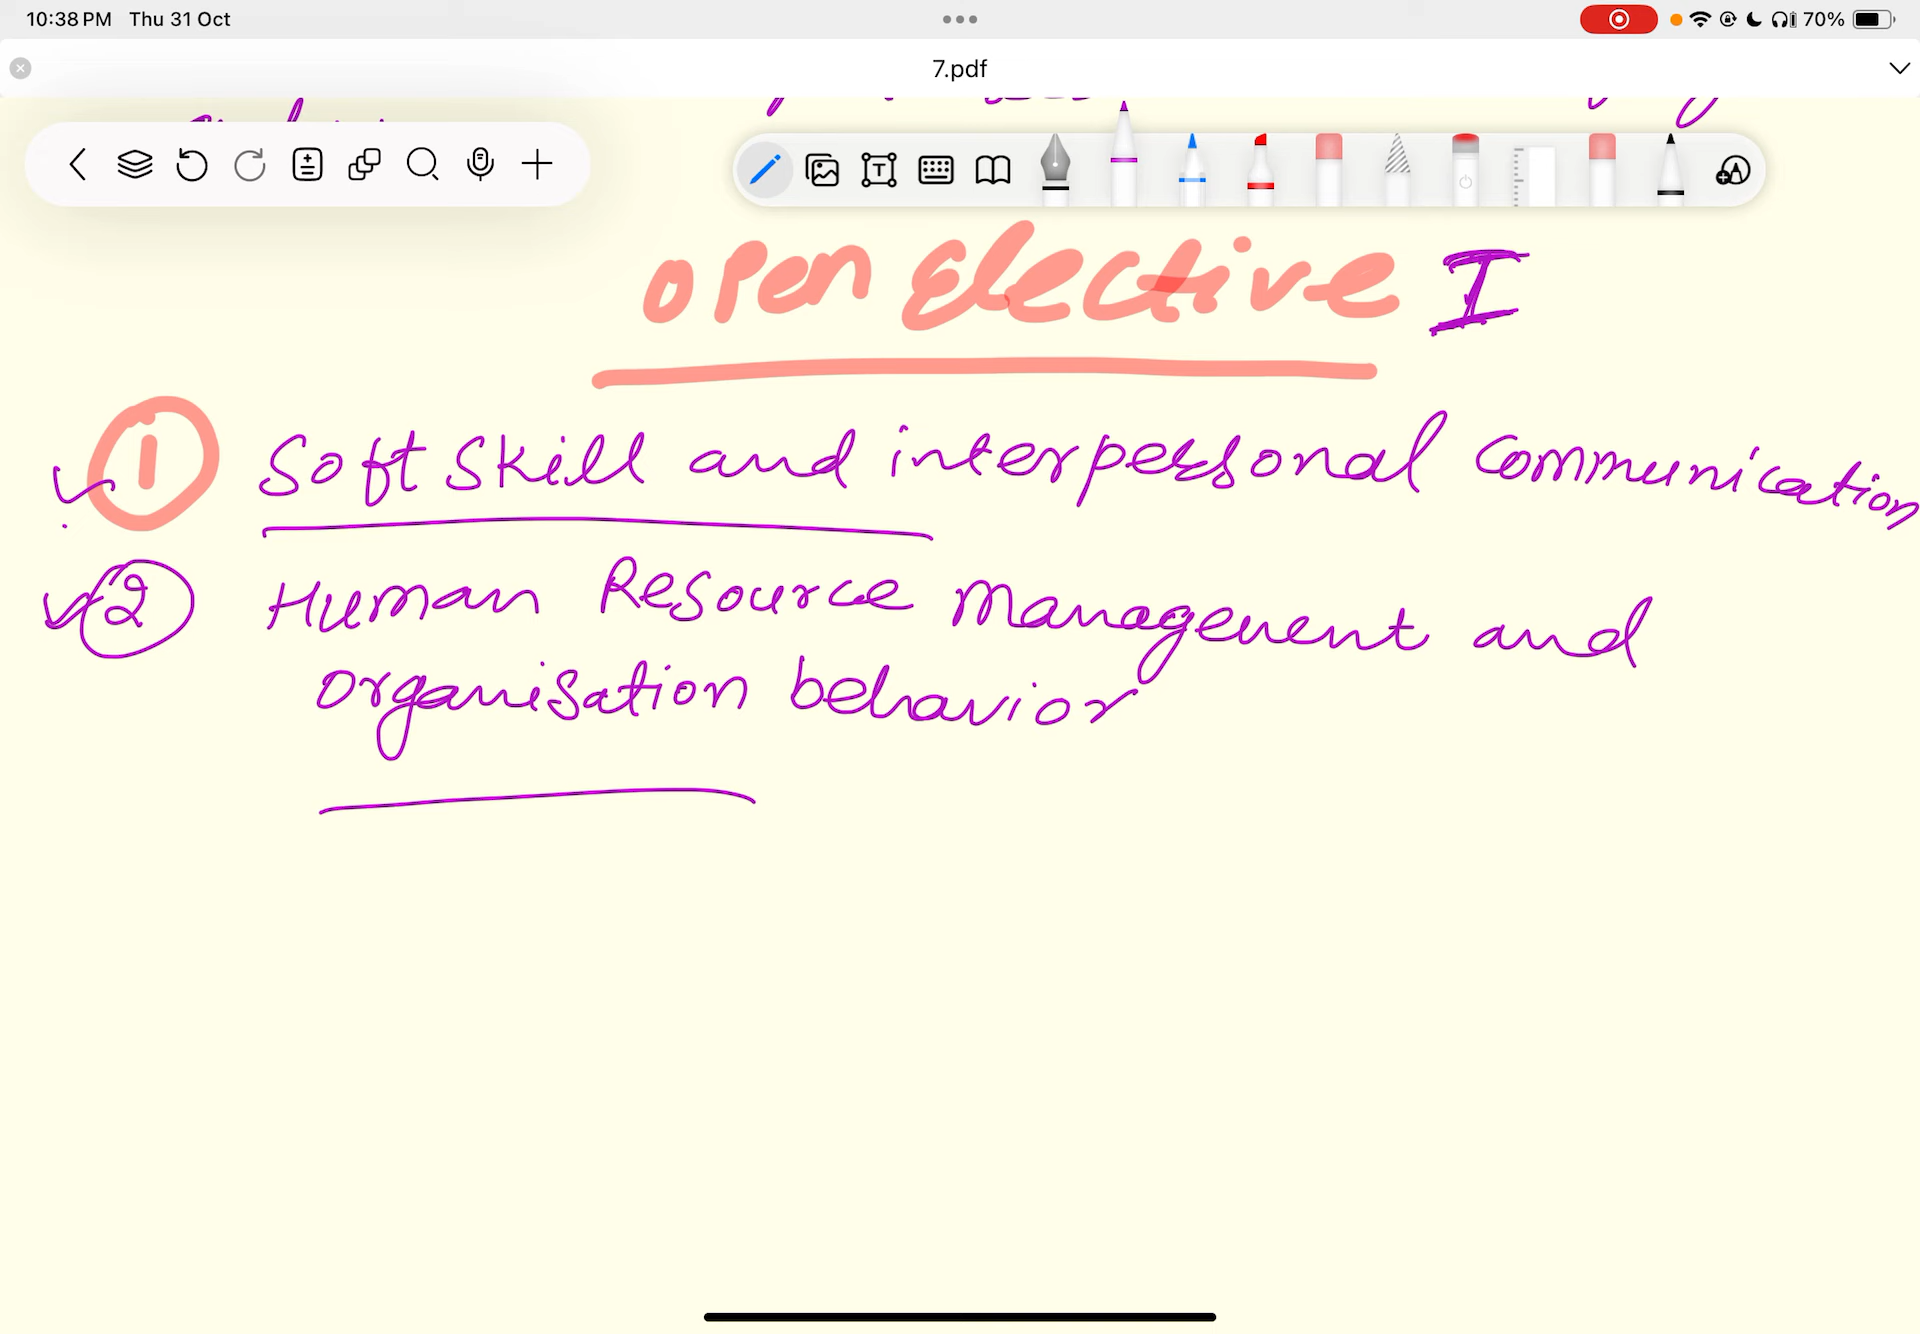 10:38 PM Thu 31 Oct
70%
7.pdf
open Elective I
1 Soft Skill and interpersonal Communication
2 Human Resource Management and
organisation behavior